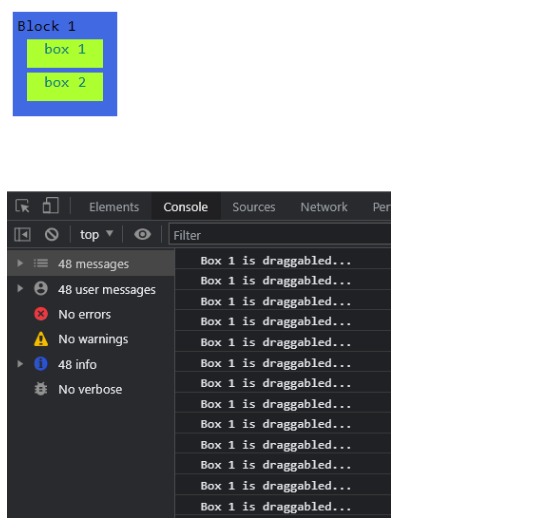 Block 1
box 1
box 2
Elements Console Sources Network Per
top Filter
48 messages
48 user messages
No errors
No warnings
48 info
No verbose
Box 1 is draggabled...
Box 1 is draggabled...
Box 1 is draggabled...
Box 1 is draggabled...
Box 1 is draggabled...
Box 1 is draggabled...
Box 1 is draggabled...
Box 1 is draggabled...
Box 1 is draggabled...
Box 1 is draggabled...
Box 1 is draggabled...
Box 1 is draggabled...
Box 1 is draggabled...